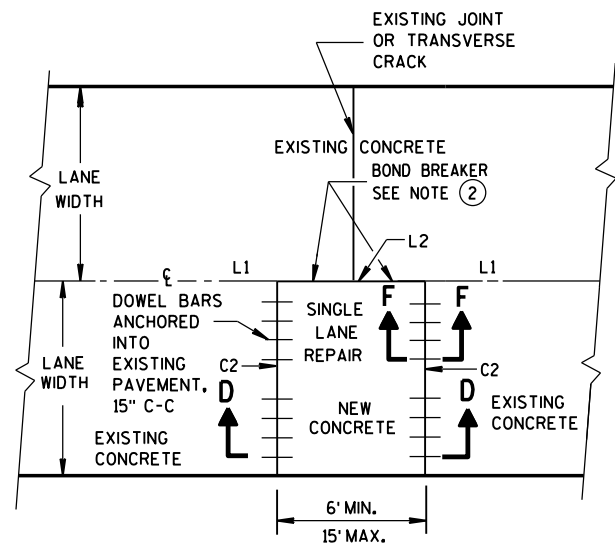 EXISTING JOINT
OR TRANSVERSE
CRACK
EXISTING CONCRETE
BOND BREAKER
SEE NOTE 2
LANE
WIDTH
L2
L1
℄
L1
DOWEL BARS
ANCHORED
INTO
EXISTING
PAVEMENT,
15" C-C
SINGLE
LANE
REPAIR
F
F
LANE
WIDTH
C2
C2
D
D
NEW
CONCRETE
EXISTING
CONCRETE
EXISTING
CONCRETE
6' MIN.
15' MAX.